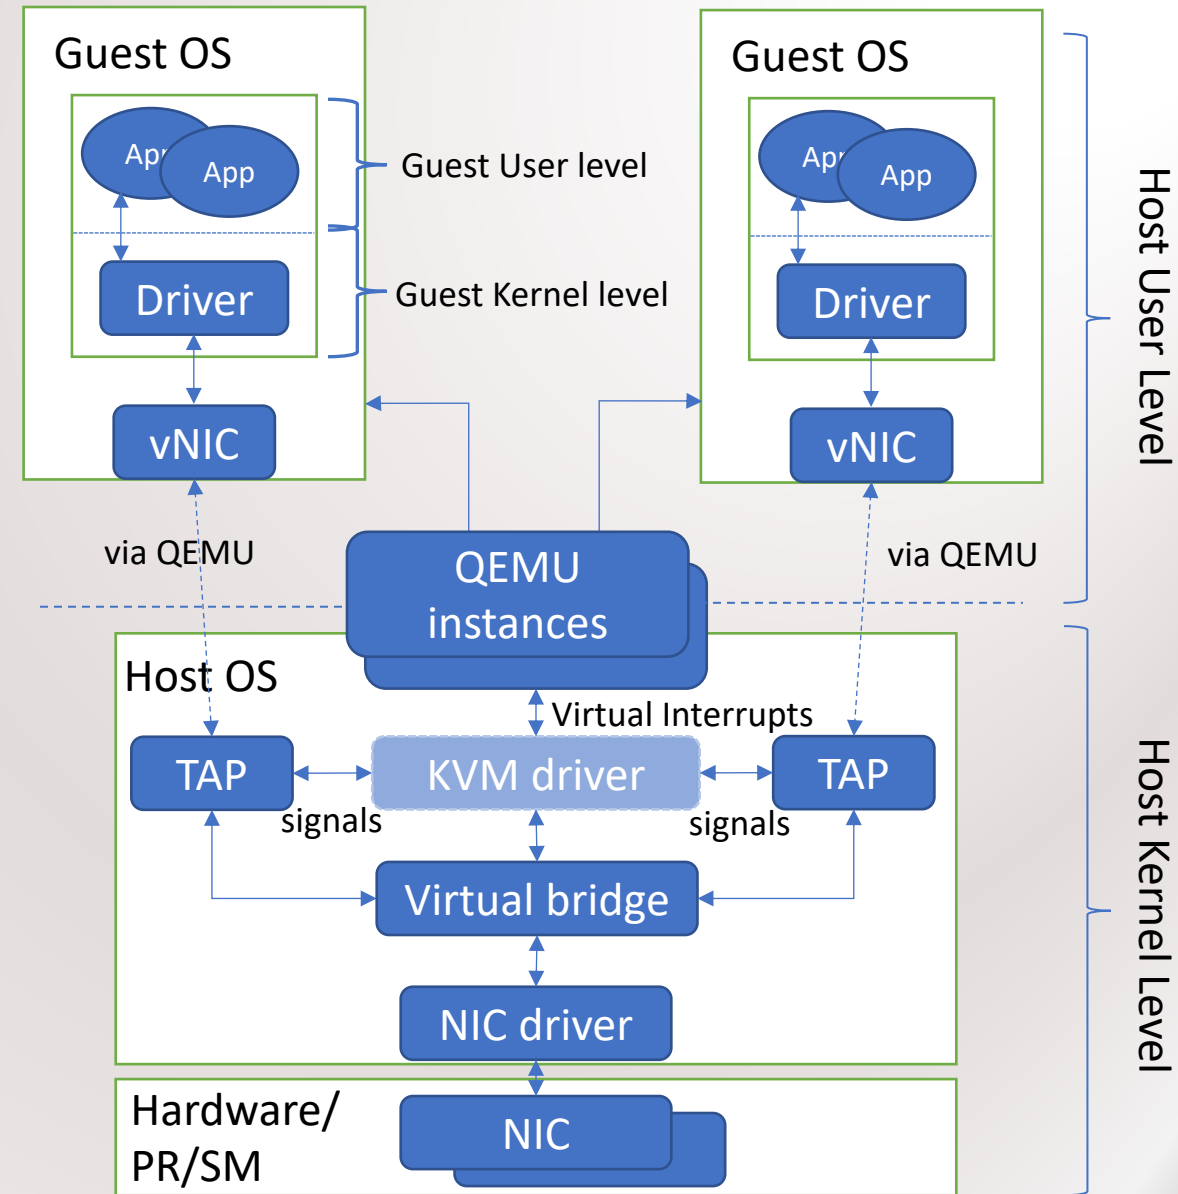 Guest OS
Guest OS
App
App
Guest User level
App
App
Driver
Guest Kernel level
Driver
vNIC
vNIC
Host User Level
via QEMU
via QEMU
QEMU
instances
Host OS
Virtual Interrupts
TAP
KVM driver
TAP
signals
signals
Virtual bridge
NIC driver
Host Kernel Level
Hardware/
PR/SM
NIC